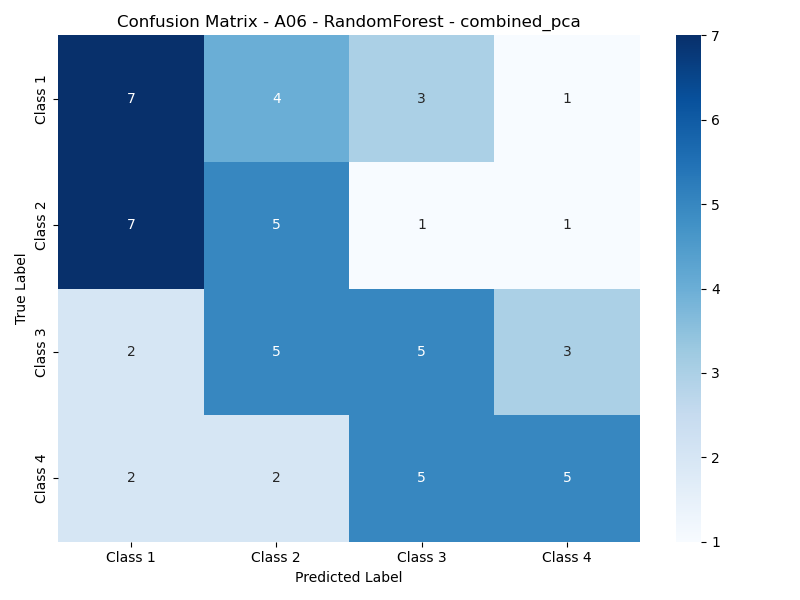 Confusion Matrix - A06 - RandomForest - combined_pca
True Label
Class 1
7 4 3 1
Class 2
7 5 1 1
Class 3
2 5 5 3
Class 4
2 2 5 5
Class 1 Class 2 Class 3 Class 4
Predicted Label
7
6
5
4
3
2
1